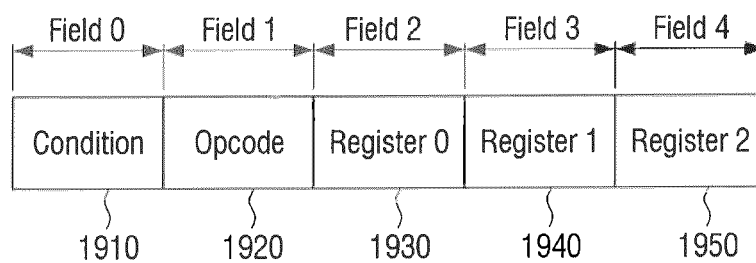 Field 0 Field 1 Field 2 Field 3 Field 4
Condition Opcode Register 0 Register 1 Register 2
1910 1920 1930 1940 1950